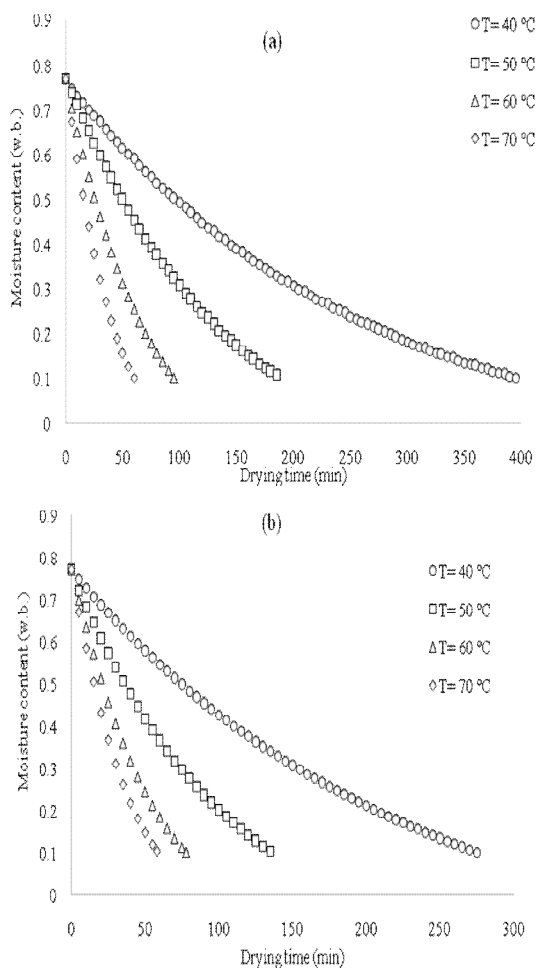 (a)
0.9
0.8
0.7
0.6
0.5
0.4
0.3
0.2
0.1
0
Moisture content (w.b.)
T= 40 °C
T= 50 °C
T= 60 °C
T= 70 °C
0 50 100 150 200 250 300 350 400
Drying time (min)
(b)
0.9
0.8
0.7
0.6
0.5
0.4
0.3
0.2
0.1
0
Moisture content (w.b.)
T= 40 °C
T= 50 °C
T= 60 °C
T= 70 °C
0 50 100 150 200 250 300
Drying time (min)